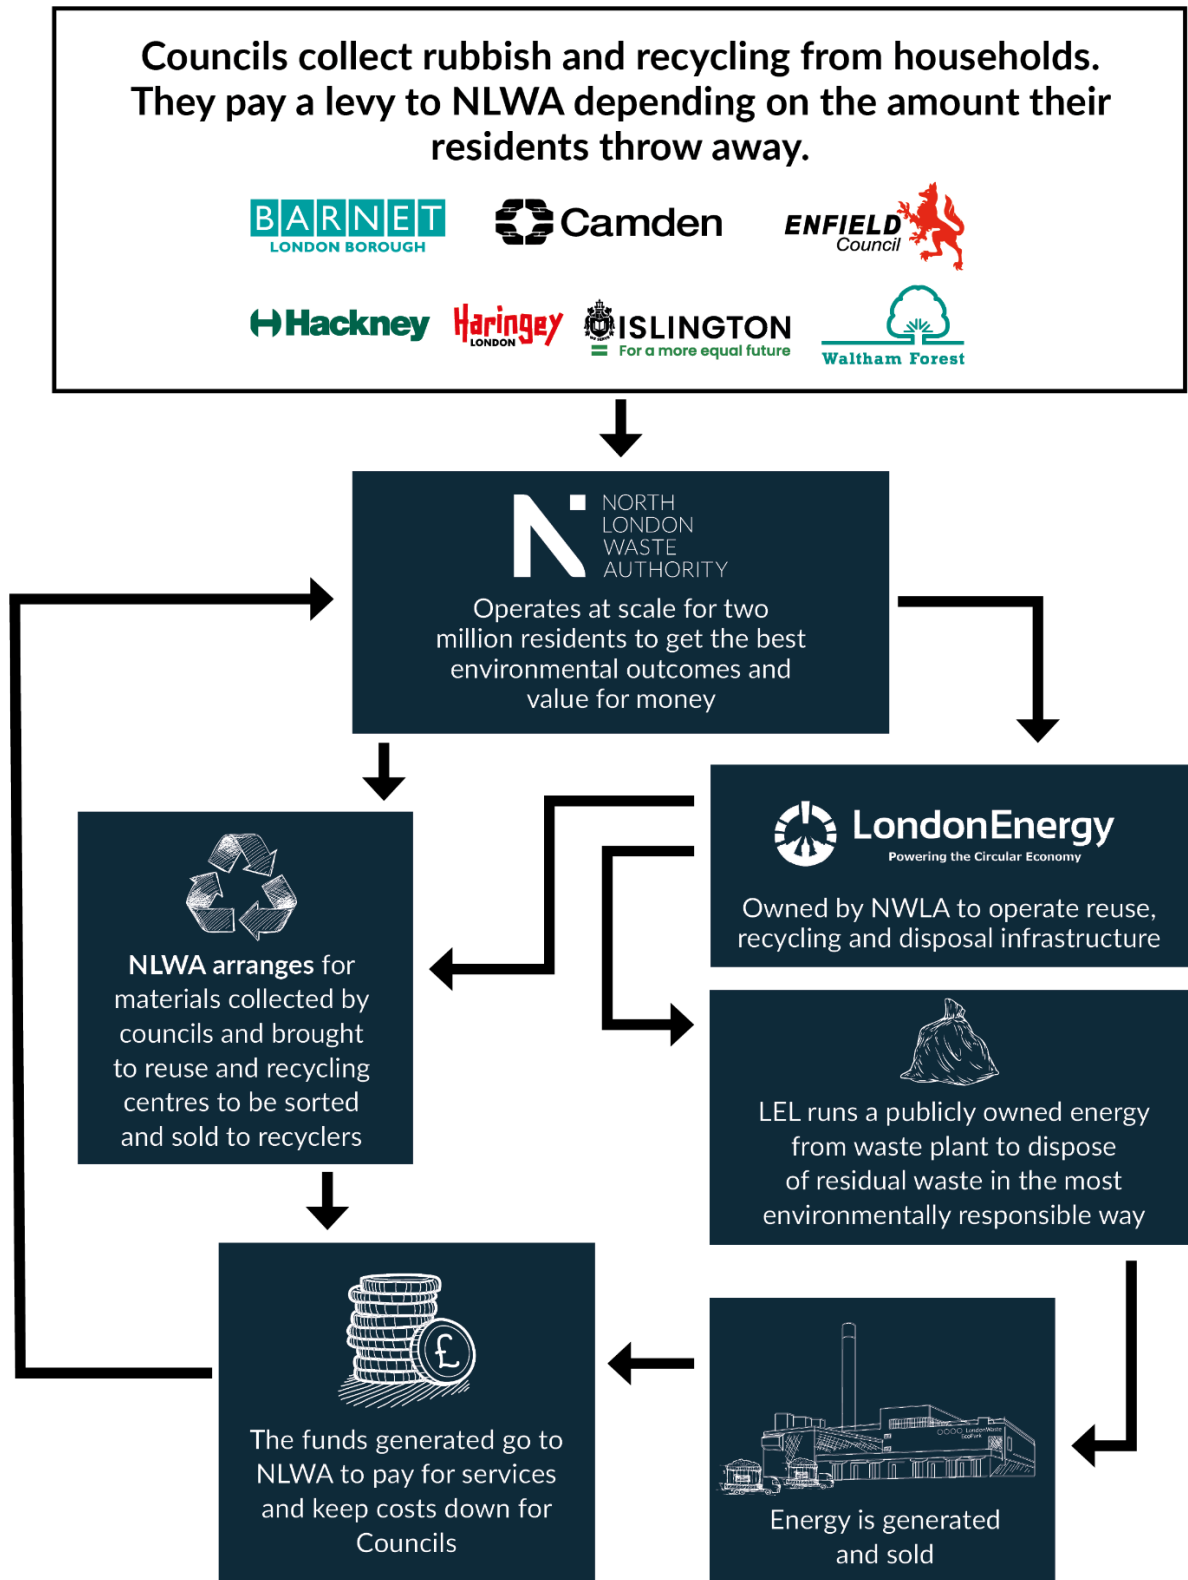 Councils collect rubbish and recycling from households.
They pay a levy to NLWA depending on the amount their
residents throw away.
BARNET
LONDON BOROUGH
Camden
ENFIELD
Council
Hackney
Haringey
LONDON
ISLINGTON
For a more equal future
Waltham Forest
NORTH
LONDON
WASTE
AUTHORITY
Operates at scale for two
million residents to get the best
environmental outcomes and
value for money
LondonEnergy
Powering the Circular Economy
Owned by NWLA to operate reuse,
recycling and disposal infrastructure
NLWA arranges for
materials collected by
councils and brought
to reuse and recycling
centres to be sorted
and sold to recyclers
LEL runs a publicly owned energy
from waste plant to dispose
of residual waste in the most
environmentally responsible way
£
The funds generated go to
NLWA to pay for services
and keep costs down for
Councils
LondonWaste
EcoPark
Energy is generated
and sold